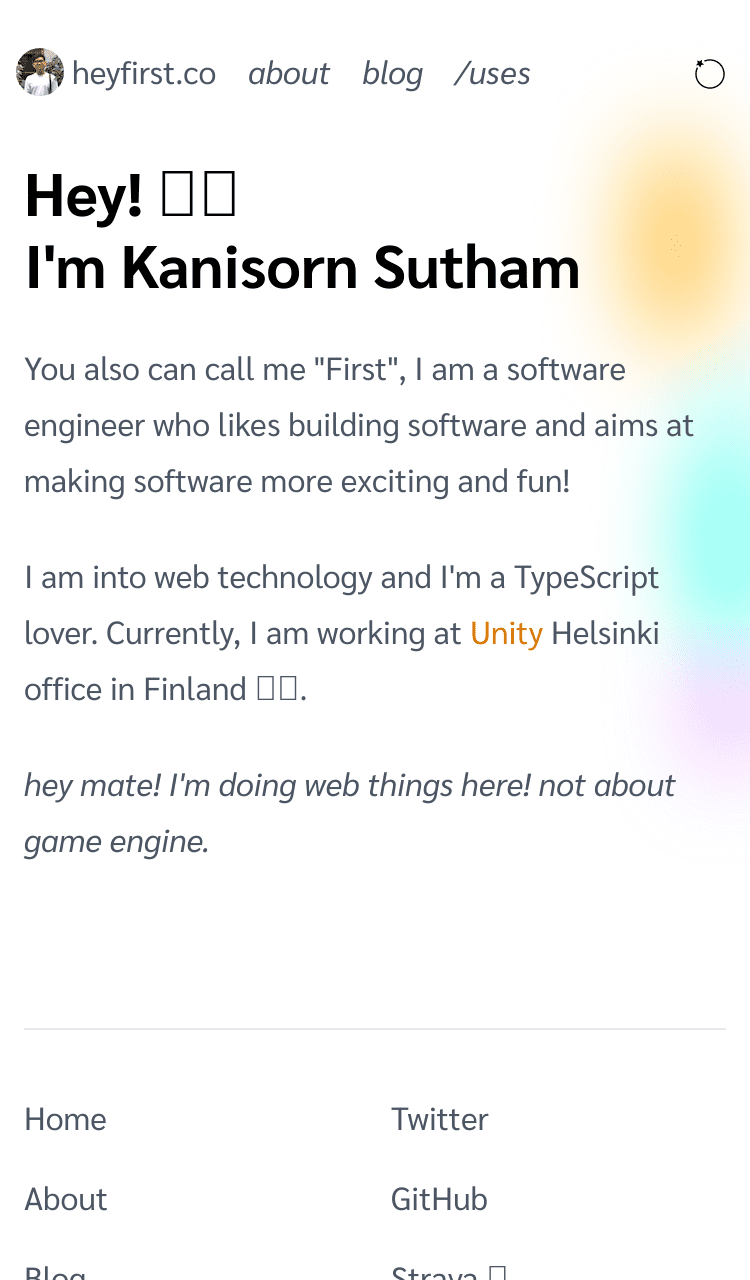 heyfirst.co about blog /uses
Hey! 
I'm Kanisorn Sutham
You also can call me "First", I am a software
engineer who likes building software and aims at
making software more exciting and fun!
I am into web technology and I'm a TypeScript
lover. Currently, I am working at Unity Helsinki
office in Finland .
hey mate! I'm doing web things here! not about
game engine.
Home
Twitter
About
GitHub
Blog
Strava